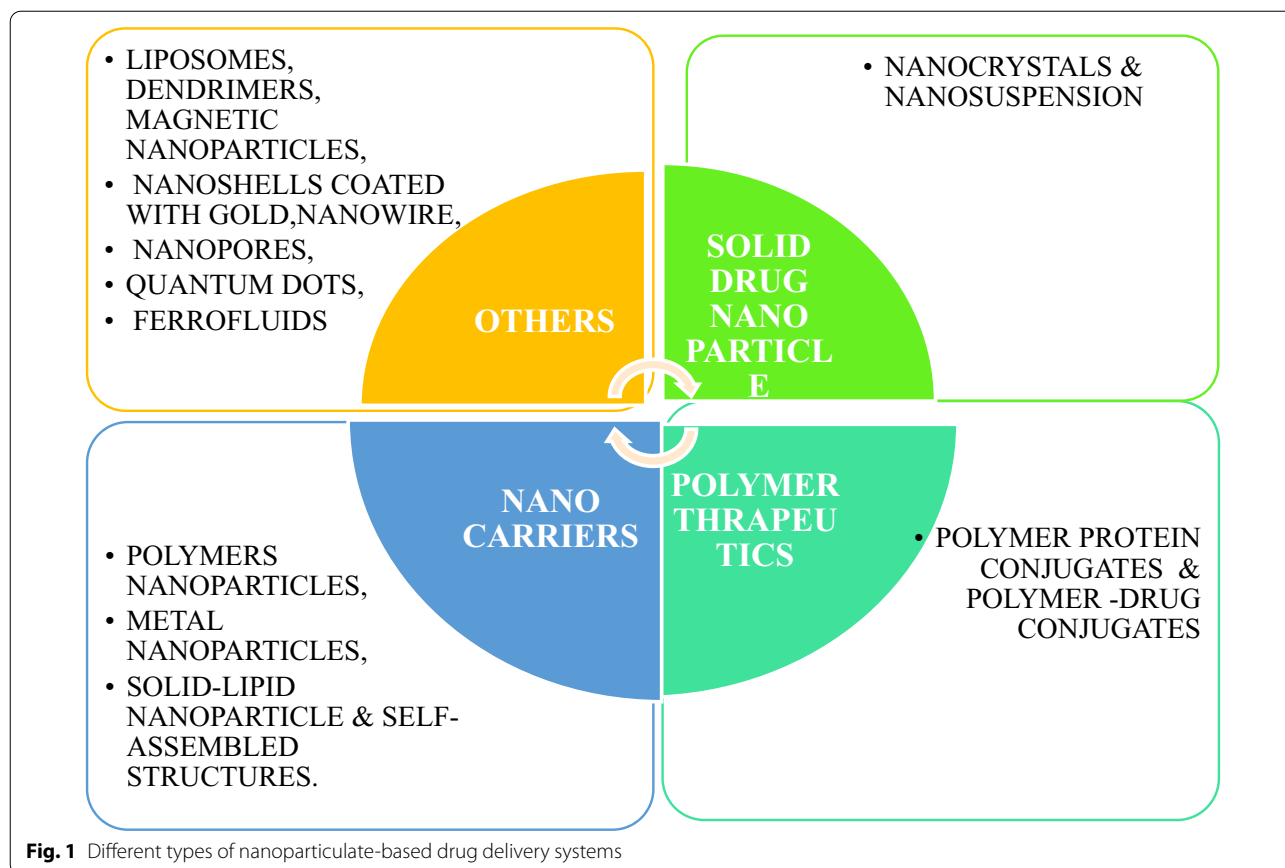 • LIPOSOMES,
DENDRIMERS,
MAGNETIC
NANOPARTICLES,
• NANOSHELLS COATED
WITH GOLD,NANOWIRE,
• NANOPORES,
• QUANTUM DOTS,
• FERROFLUIDS
OTHERS
• NANOCRYSTALS &
NANOSUSPENSION
SOLID
DRUG
NANO
PARTICL
E
NANO
CARRIERS
• POLYMERS
NANOPARTICLES,
• METAL
NANOPARTICLES,
• SOLID-LIPID
NANOPARTICLE & SELF-
ASSEMBLED
STRUCTURES.
POLYMER
THRAPEU
TICS
• POLYMER PROTEIN
CONJUGATES &
POLYMER -DRUG
CONJUGATES
Fig. 1 Different types of nanoparticulate-based drug delivery systems